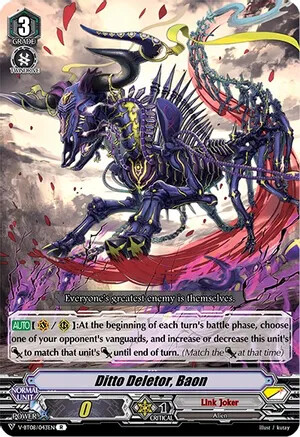 3
GRADE
TWIN DRIVE
Everyone's greatest enemy is themselves.
AUTO [ / ]:At the beginning of each turn's battle phase, choose
one of your opponent's vanguards, and increase or decrease this unit's
to match that unit's until end of turn. (Match the at that time)
Ditto Deletor, Baon
NORMAL UNIT
V-BT06/043EN R
POWER
0
1
CRITICAL
Link Joker
Alien
Illust / kotay